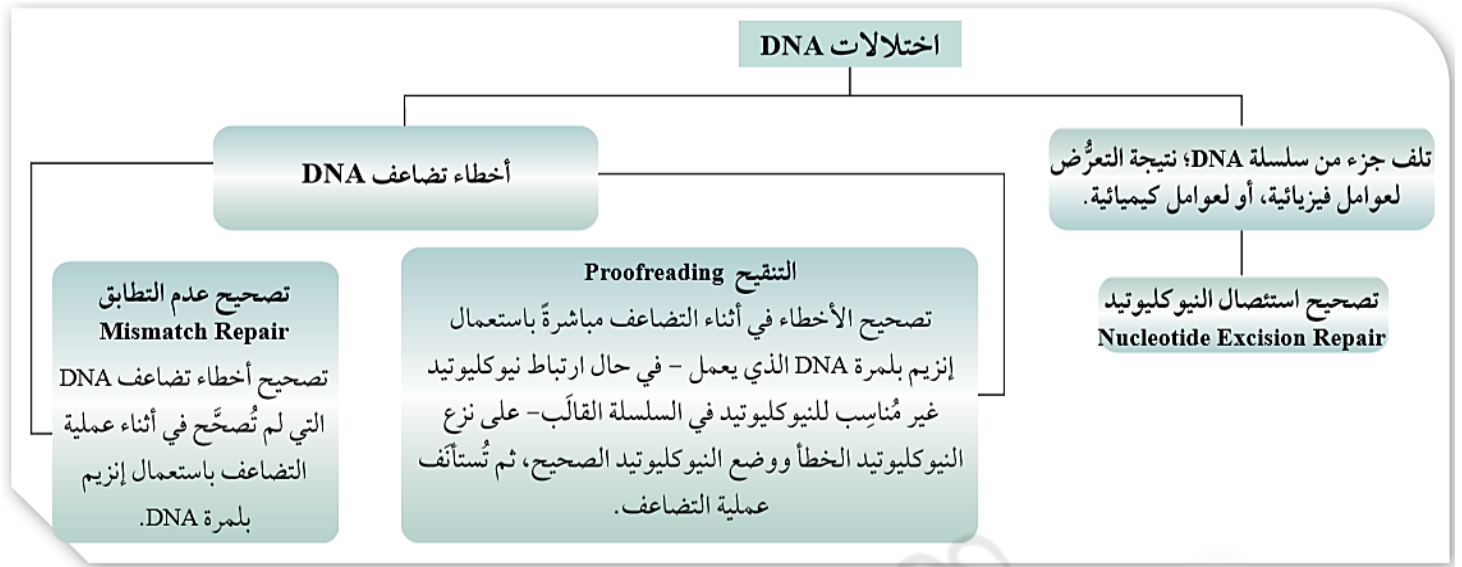 اختلالات DNA
تلف جزء من سلسلة DNA؛ نتيجة التعرُّض
لعوامل فيزيائية، أو لعوامل كيميائية.
تصحيح استئصال النيوكليوتيد
Nucleotide Excision Repair
أخطاء تضاعف DNA
التنقيح Proofreading
تصحيح الأخطاء في أثناء التضاعف مباشرةً باستعمال
إنزيم بلمرة DNA الذي يعمل – في حال ارتباط نيوكليوتيد
غير مُناسِب للنيوكليوتيد في السلسلة القالَب– على نزع
النيوكليوتيد الخطأ ووضع النيوكليوتيد الصحيح، ثم تُستأنَف
عملية التضاعف.
تصحيح عدم التطابق
Mismatch Repair
تصحيح أخطاء تضاعف DNA
التي لم تُصحَّح في أثناء عملية
التضاعف باستعمال إنزيم
بلمرة DNA.